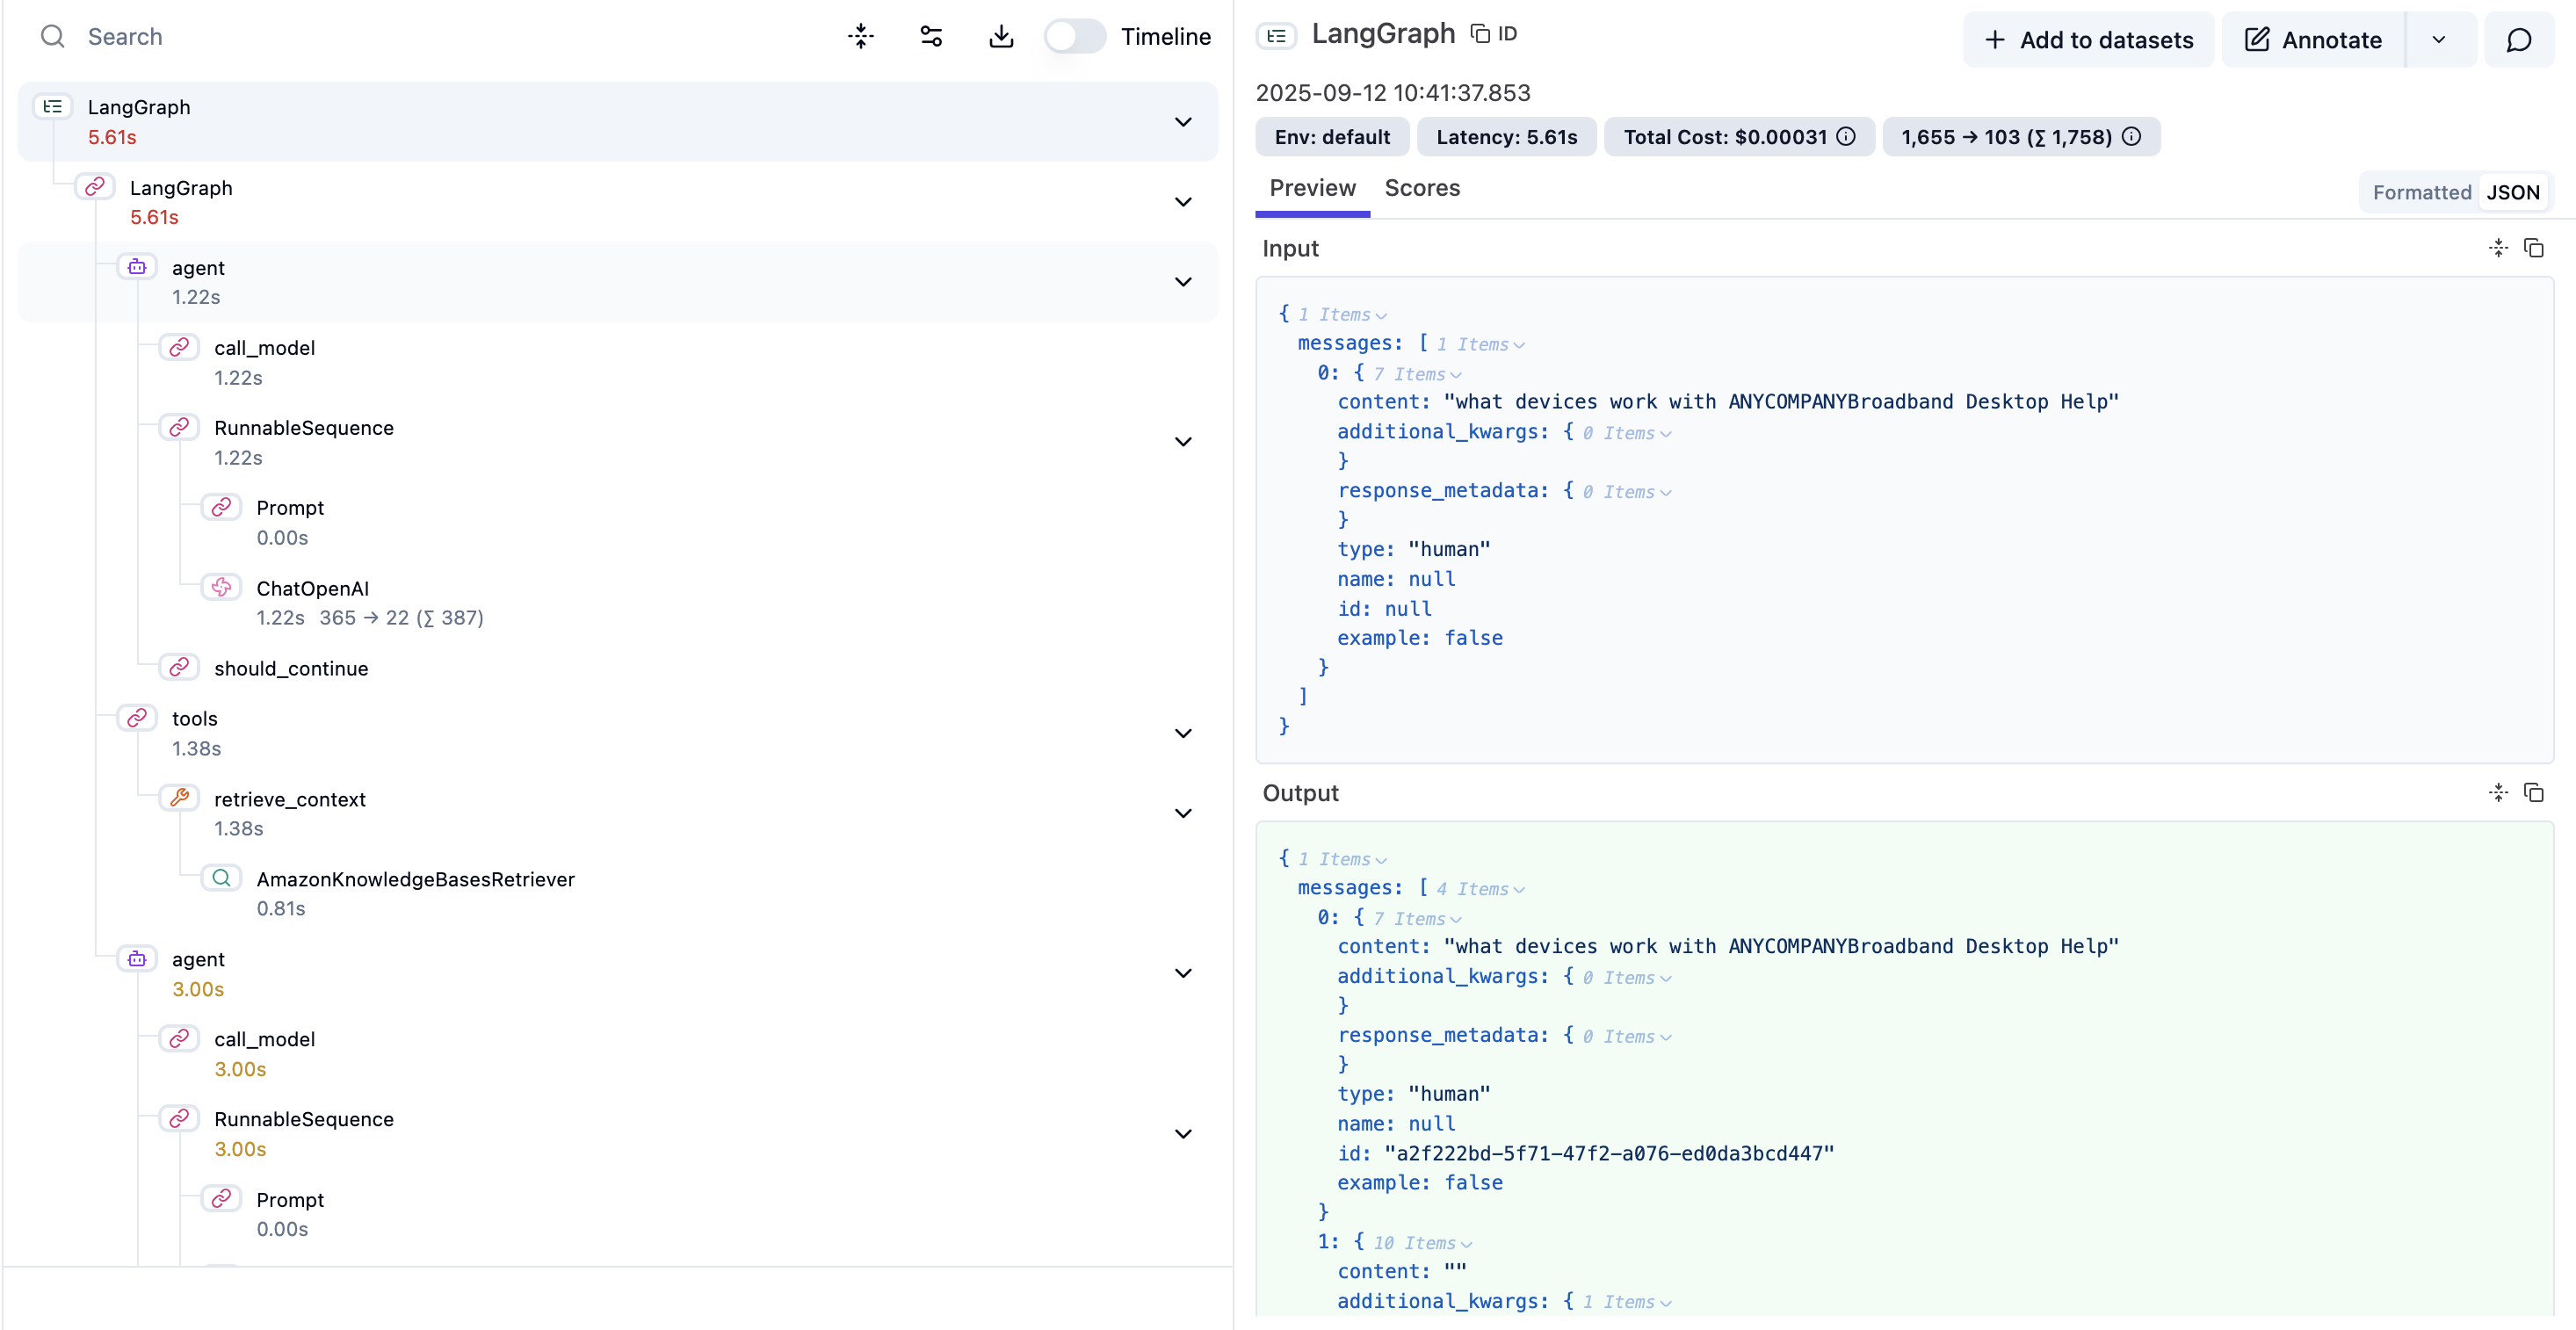 Search
Timeline
LangGraph
5.61s
LangGraph
5.61s
agent
1.22s
call_model
1.22s
RunnableSequence
1.22s
Prompt
0.00s
ChatOpenAI
1.22s 365 → 22 (∑ 387)
should_continue
tools
1.38s
retrieve_context
1.38s
AmazonKnowledgeBasesRetriever
0.81s
agent
3.00s
call_model
3.00s
RunnableSequence
3.00s
Prompt
0.00s
LangGraph ID
Add to datasets
Annotate
2025-09-12 10:41:37.853
Env: default
Latency: 5.61s
Total Cost: $0.00031
1,655 → 103 (∑ 1,758)
Preview Scores
Formatted JSON
Input
{ 1 Items
messages: [ 1 Items
0: { 7 Items
content: "what devices work with ANYCOMPANYBroadband Desktop Help"
additional_kwargs: { 0 Items
}
response_metadata: { 0 Items
}
type: "human"
name: null
id: null
example: false
}
]
}
Output
{ 1 Items
messages: [ 4 Items
0: { 7 Items
content: "what devices work with ANYCOMPANYBroadband Desktop Help"
additional_kwargs: { 0 Items
}
response_metadata: { 0 Items
}
type: "human"
name: null
id: "a2f222bd-5f71-47f2-a076-ed0da3bcd447"
example: false
}
1: { 10 Items
content: ""
additional_kwargs: { 1 Items